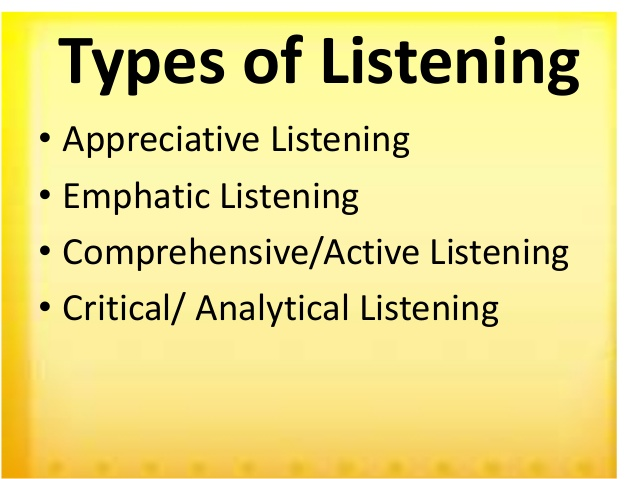 Types of Listening
• Appreciative Listening
• Emphatic Listening
• Comprehensive/Active Listening
• Critical/ Analytical Listening